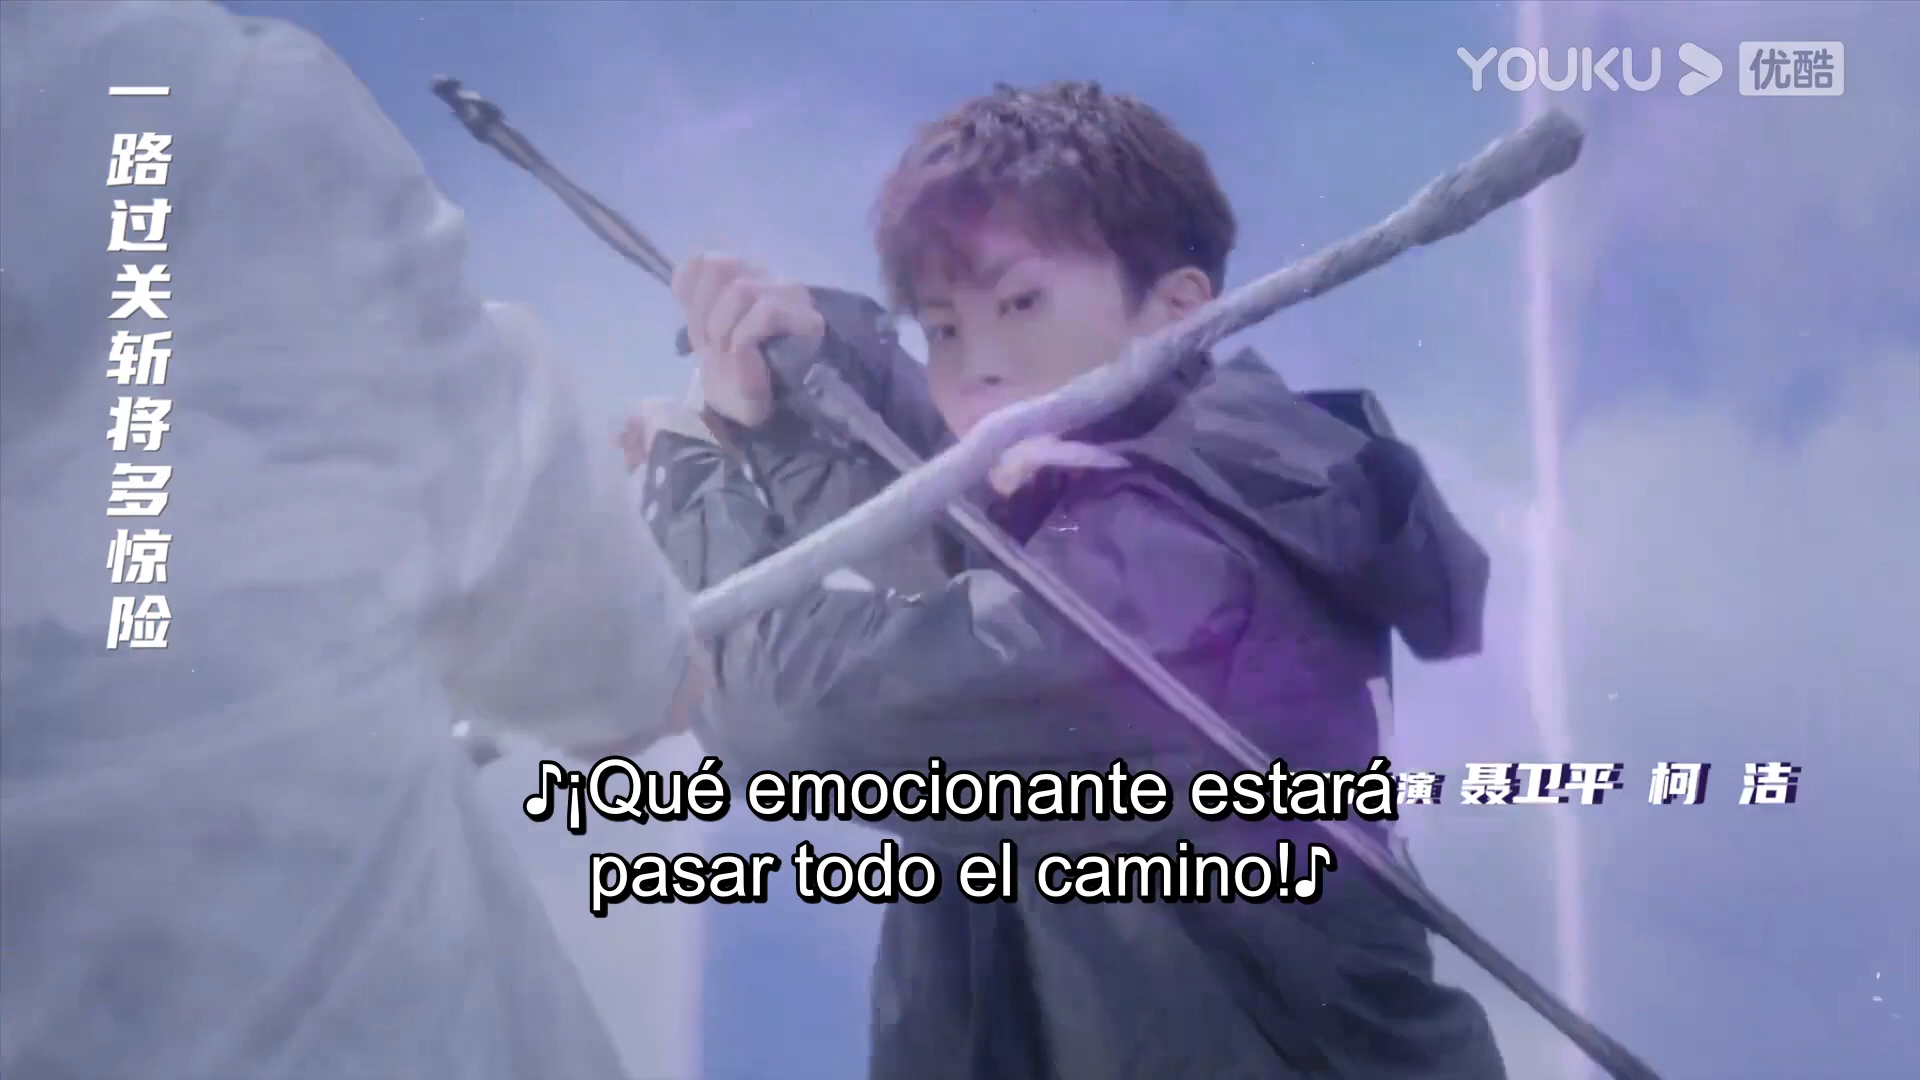 一路过关斩将多惊险
YOUKU 优酷
演 聂卫平 柯 洁
♪¡Qué emocionante estará
pasar todo el camino!♪